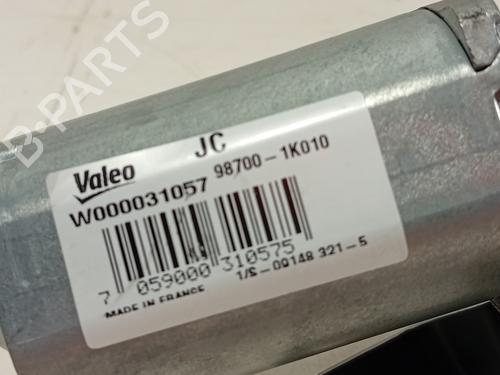 B-PARTS
JC
Valeo 98700-1K010
W000031057
7 059000 310575
MADE IN FRANCE 1/S-09148 321-5